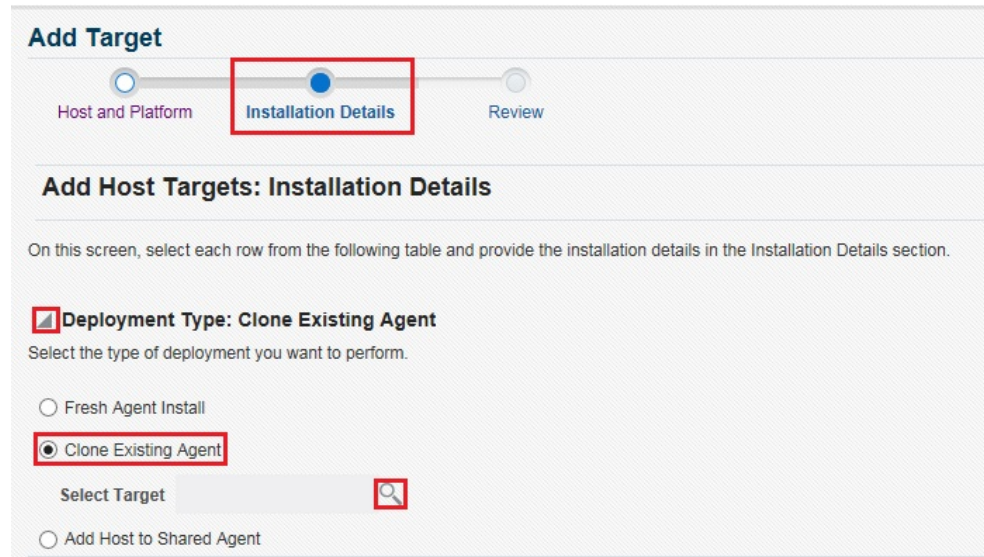 Add Target
Host and Platform Installation Details Review
Add Host Targets: Installation Details
On this screen, select each row from the following table and provide the installation details in the Installation Details section.
Deployment Type: Clone Existing Agent
Select the type of deployment you want to perform.
Fresh Agent Install
Clone Existing Agent
Select Target
Add Host to Shared Agent